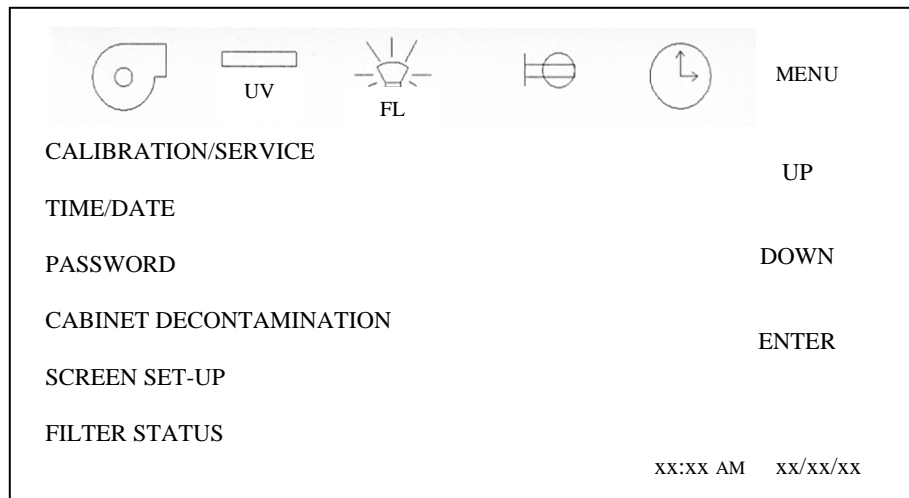 UV
FL
MENU
CALIBRATION/SERVICE
UP
TIME/DATE
PASSWORD
DOWN
CABINET DECONTAMINATION
ENTER
SCREEN SET-UP
FILTER STATUS
xx:xx AM xx/xx/xx